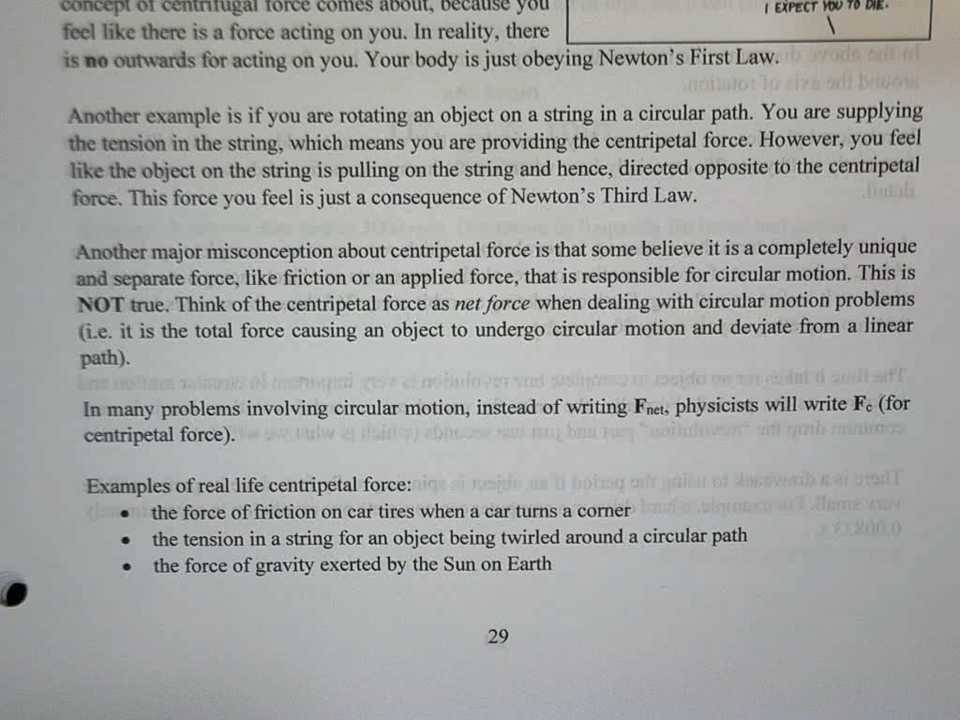 concept of centrifugal force comes about, because you
I EXPECT YOU TO DIE.
feel like there is a force acting on you. In reality, there
is no outwards for acting on you. Your body is just obeying Newton's First Law.
Another example is if you are rotating an object on a string in a circular path. You are supplying
the tension in the string, which means you are providing the centripetal force. However, you feel
like the object on the string is pulling on the string and hence, directed opposite to the centripetal
force. This force you feel is just a consequence of Newton's Third Law.
Another major misconception about centripetal force is that some believe it is a completely unique
and separate force, like friction or an applied force, that is responsible for circular motion. This is
NOT true. Think of the centripetal force as net force when dealing with circular motion problems
(i.e. it is the total force causing an object to undergo circular motion and deviate from a linear
path).
In many problems involving circular motion, instead of writing Fnet, physicists will write Fc (for
centripetal force).
Examples of real life centripetal force:
• the force of friction on car tires when a car turns a corner
• the tension in a string for an object being twirled around a circular path
• the force of gravity exerted by the Sun on Earth
29